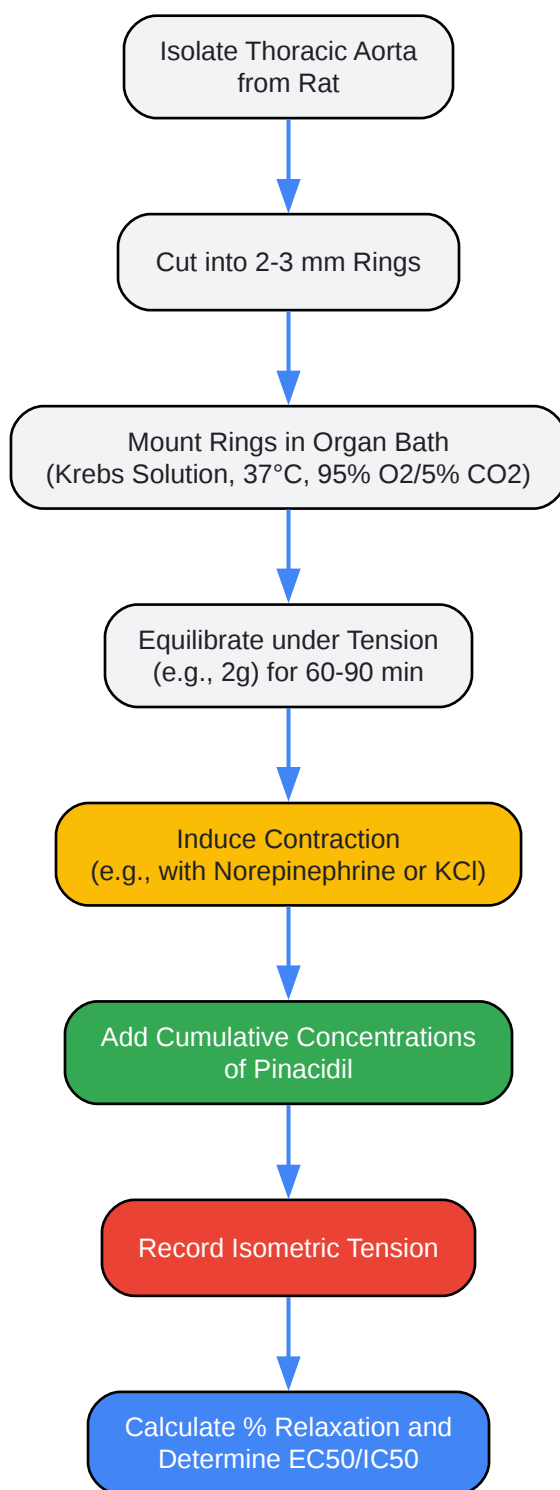 Isolate Thoracic Aorta
from Rat
Cut into 2-3 mm Rings
Mount Rings in Organ Bath
(Krebs Solution, 37°C, 95% O2/5% CO2)
Equilibrate under Tension
(e.g., 2g) for 60-90 min
Induce Contraction
(e.g., with Norepinephrine or KCl)
Add Cumulative Concentrations
of Pinacidil
Record Isometric Tension
Calculate % Relaxation and
Determine EC50/IC50